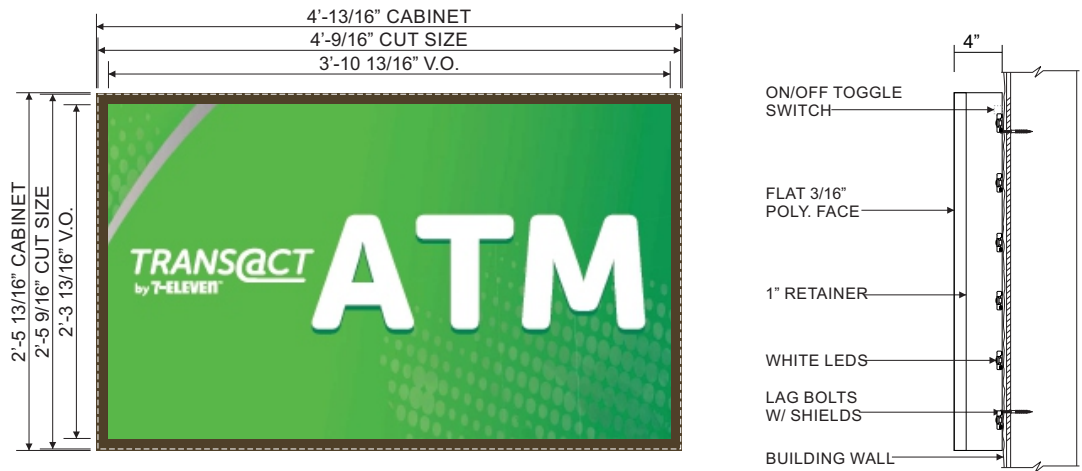 4'-13/16" CABINET
4'-9/16" CUT SIZE
3'-10 13/16" V.O.
2'-5 13/16" CABINET
2'-5 9/16" CUT SIZE
2'-3 13/16" V.O.
TRANS@CT
by 7-ELEVEN™
ATM
4"
ON/OFF TOGGLE
SWITCH
FLAT 3/16"
POLY. FACE
1" RETAINER
WHITE LEDS
LAG BOLTS
W/ SHIELDS
BUILDING WALL